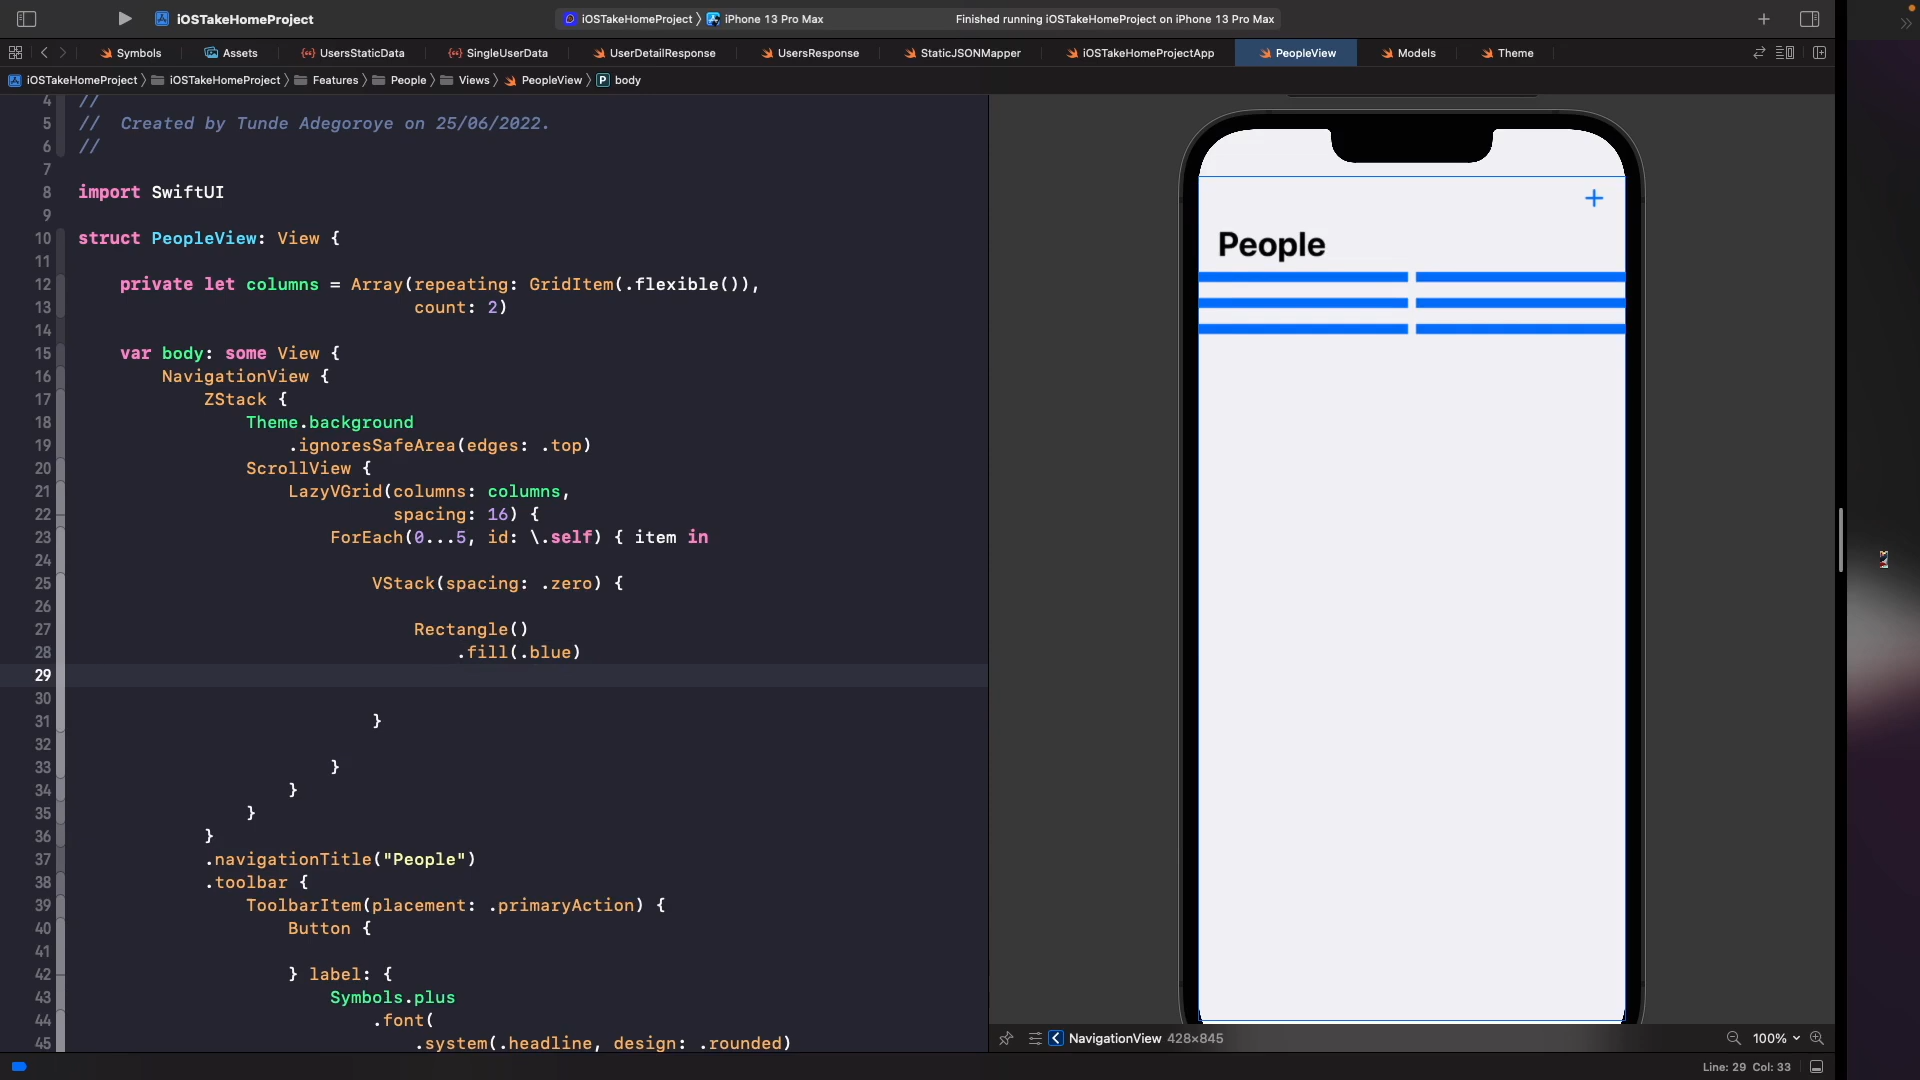 iOSTakeHomeProject
iOSTakeHomeProject
iPhone 13 Pro Max
Finished running iOSTakeHomeProject on iPhone 13 Pro Max
Symbols
Assets
UsersStaticData
SingleUserData
UserDetailResponse
UsersResponse
StaticJSONMapper
iOSTakeHomeProjectApp
PeopleView
Models
Theme
iOSTakeHomeProject
iOSTakeHomeProject
Features
People
Views
PeopleView
P
body
4 //
5 //  Created by Tunde Adegoroye on 25/06/2022.
6 //
7
8 import SwiftUI
9
10 struct PeopleView: View {
11
12     private let columns = Array(repeating: GridItem(.flexible()),
13                                 count: 2)
14
15     var body: some View {
16         NavigationView {
17             ZStack {
18                 Theme.background
19                     .ignoresSafeArea(edges: .top)
20                 ScrollView {
21                     LazyVGrid(columns: columns,
22                               spacing: 16) {
23                         ForEach(0...5, id: \.self) { item in
24
25                             VStack(spacing: .zero) {
26
27                                 Rectangle()
28                                     .fill(.blue)
29
30
31                             }
32
33                         }
34                     }
35                 }
36             }
37             .navigationTitle("People")
38             .toolbar {
39                 ToolbarItem(placement: .primaryAction) {
40                     Button {
41
42                     } label: {
43                         Symbols.plus
44                             .font(
45                                 .system(.headline, design: .rounded)
People
NavigationView 428×845
100%
Line: 29 Col: 33